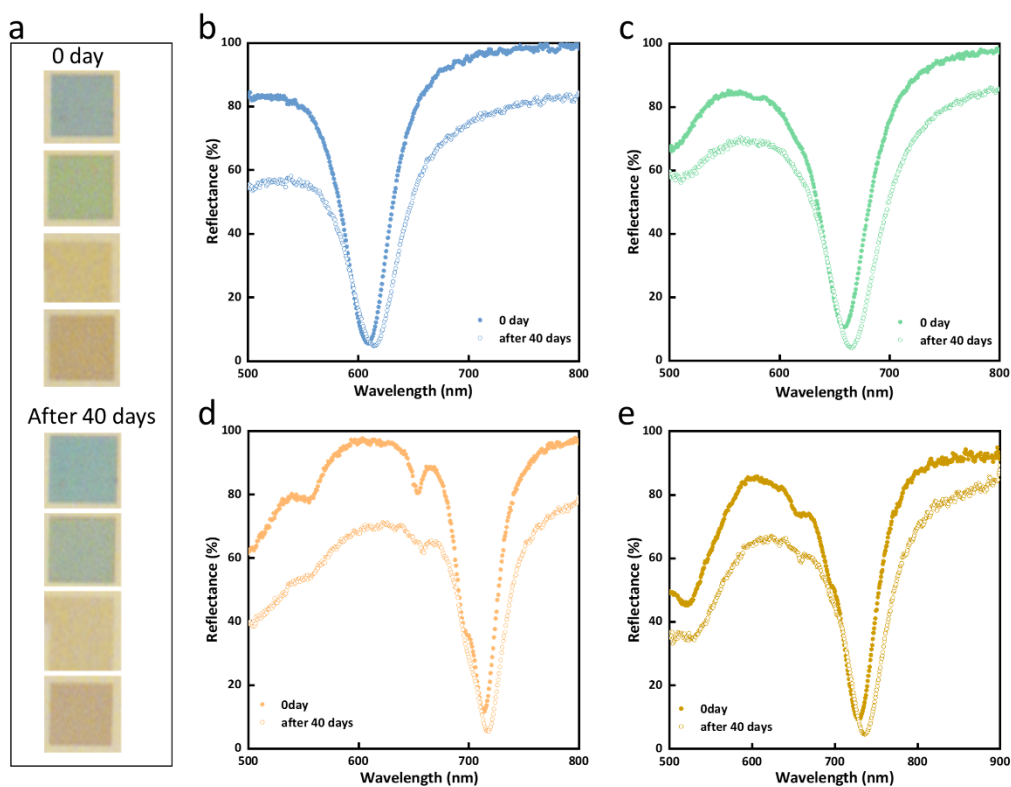 a
0 day
After 40 days
b
100
80
60
40
20
0
Reflectance (%)
500
600
700
800
Wavelength (nm)
0 day
after 40 days
c
100
80
60
40
20
0
Reflectance (%)
500
600
700
800
Wavelength (nm)
0 day
after 40 days
d
100
80
60
40
20
0
Reflectance (%)
500
600
700
800
Wavelength (nm)
0day
after 40 days
e
100
80
60
40
20
0
Reflectance (%)
500
600
700
800
900
Wavelength (nm)
0day
after 40 days